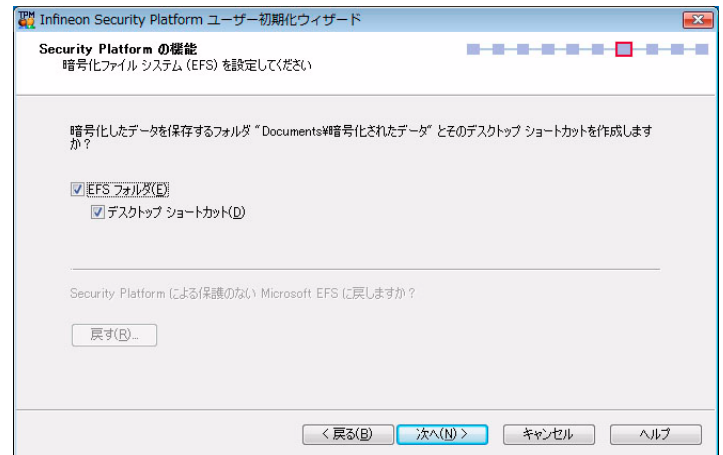 TPM
Infineon Security Platform ユーザー初期化ウィザード
Security Platform の機能
暗号化ファイル システム (EFS) を設定してください
暗号化したデータを保存するフォルダ “Documents¥暗号化されたデータ” とそのデスクトップ ショートカットを作成します
か？
EFS フォルダ(E)
デスクトップ ショートカット(D)
Security Platform による保護のない Microsoft EFS に戻しますか？
戻す(R)...
< 戻る(B)
次へ(N) >
キャンセル
ヘルプ